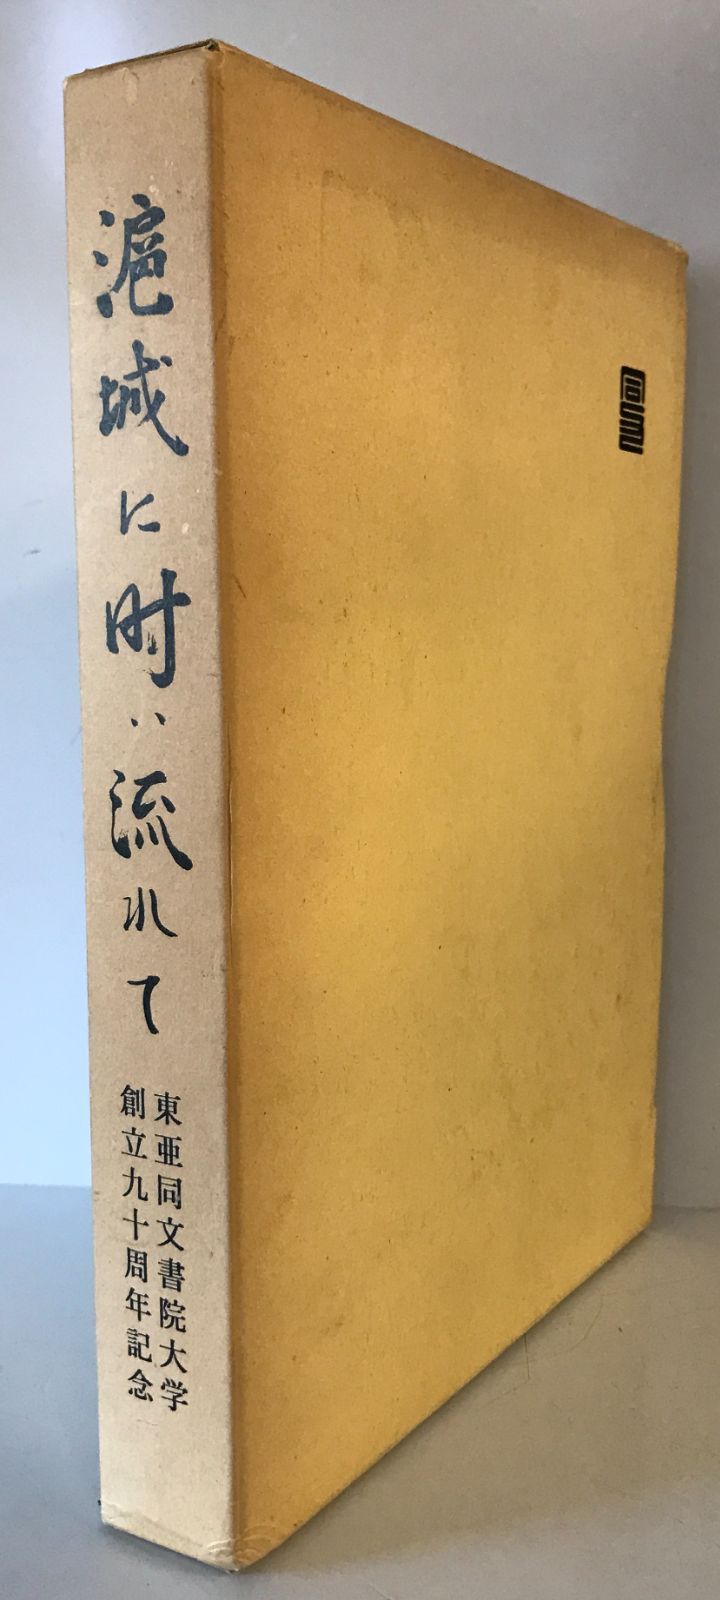 滬城に时は流れて
東亜同文書院大学
創立九十周年記念